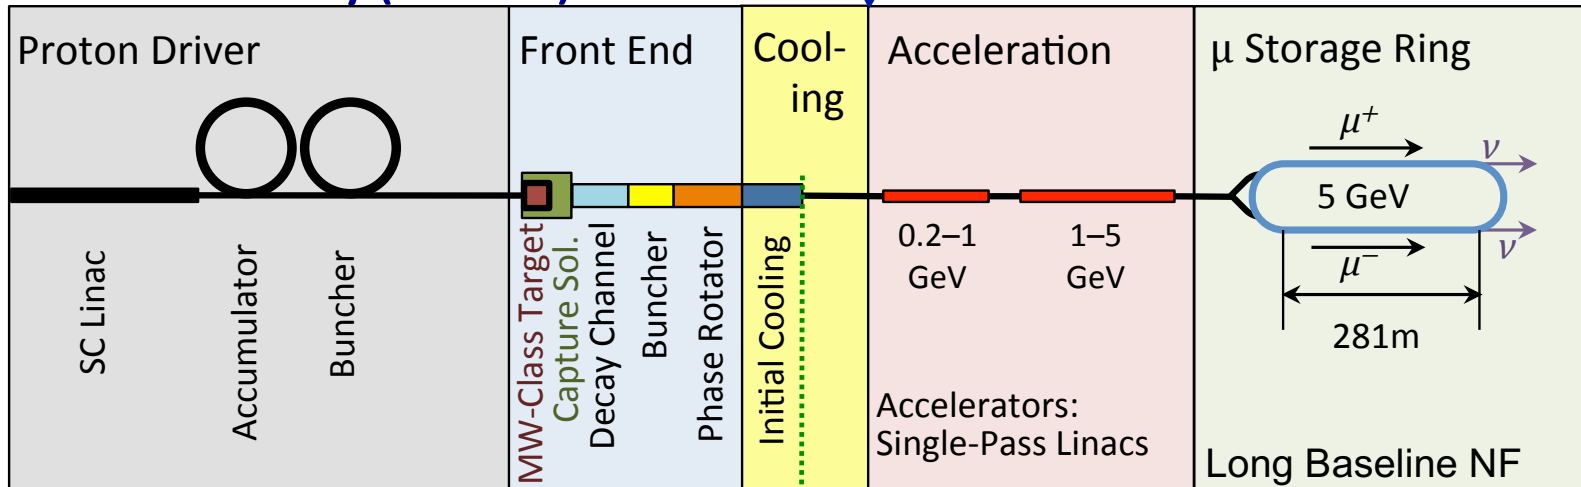 Proton Driver
SC Linac
Accumulator
Buncher
Front End
MW-Class Target
Capture Sol.
Decay Channel
Buncher
Phase Rotator
Cool-
ing
Initial Cooling
Acceleration
0.2–1
GeV
1–5
GeV
Accelerators:
Single-Pass Linacs
μ Storage Ring
μ+
ν
5 GeV
ν
μ−
281m
Long Baseline NF